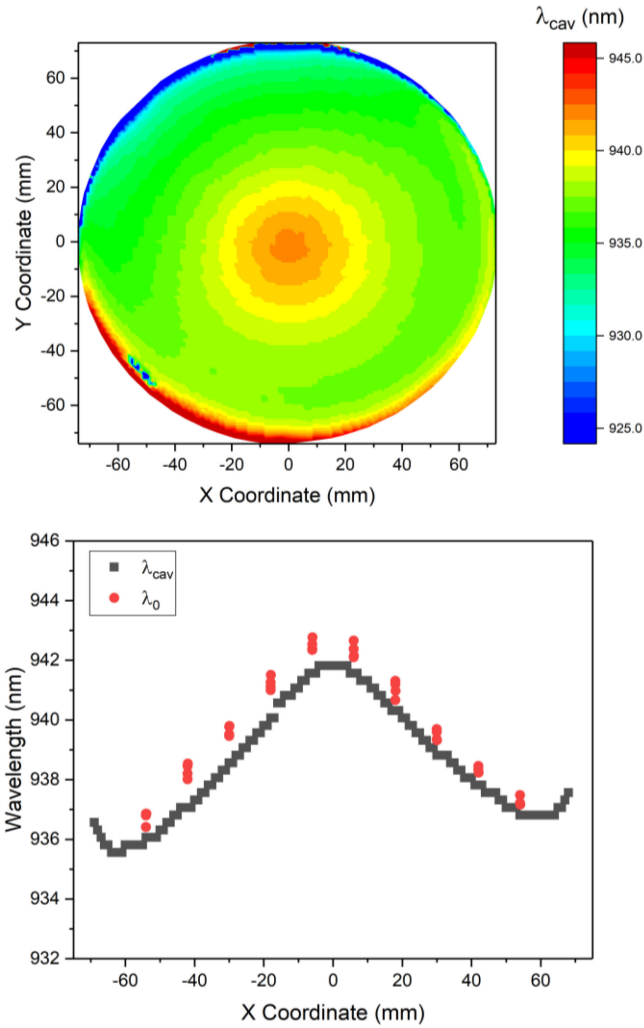 λcav (nm)
60
40
20
0
-20
-40
-60
Y Coordinate (mm)
-60 -40 -20 0 20 40 60
X Coordinate (mm)
945.0
940.0
935.0
930.0
925.0
946
944
942
940
938
936
934
932
Wavelength (nm)
λcav
λ0
-60 -40 -20 0 20 40 60
X Coordinate (mm)